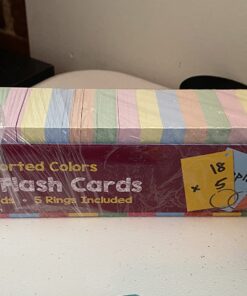 orted Colors
Flash Cards
ds - 5 Rings Included
18
x 5